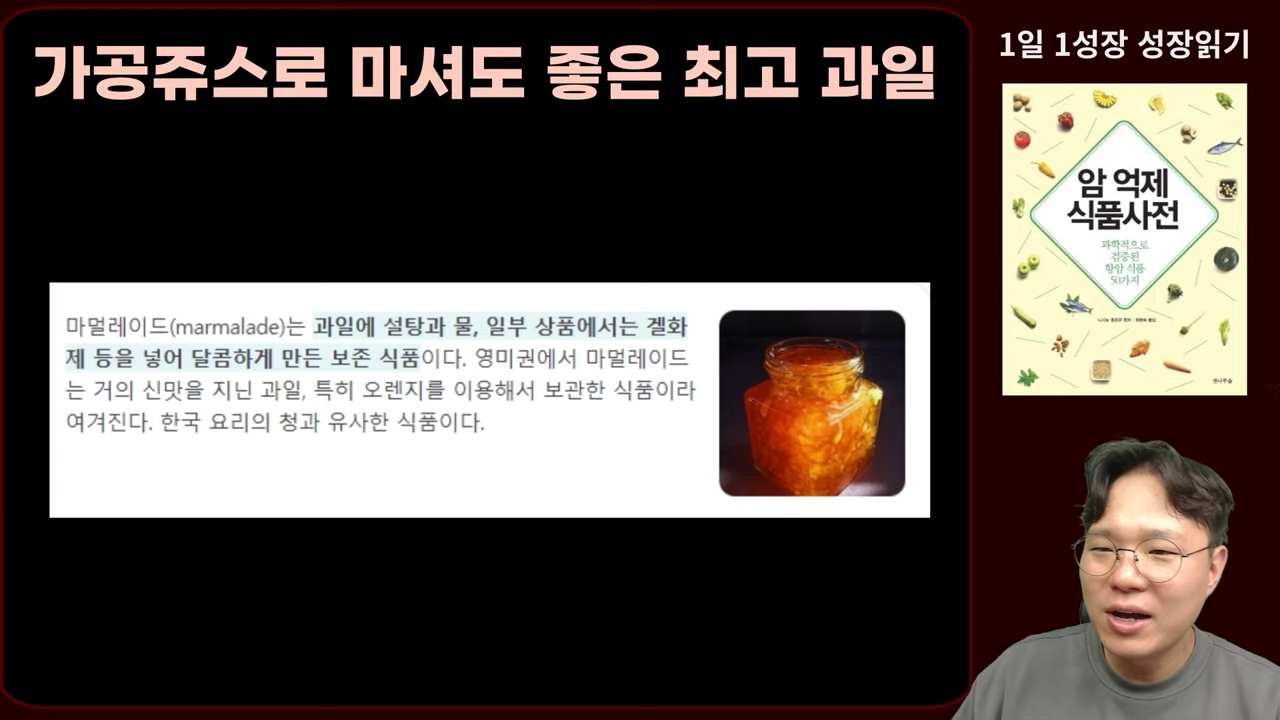 가공쥬스로 마셔도 좋은 최고 과일
1일 1성장 성장읽기
암 억제
식품사전
과학적으로
검증된
항암 식품
50가지
전나무숲
마멀레이드(marmalade)는 과일에 설탕과 물, 일부 상품에서는 겔화
제 등을 넣어 달콤하게 만든 보존 식품이다. 영미권에서 마멀레이드
는 거의 신맛을 지닌 과일, 특히 오렌지를 이용해서 보관한 식품이라
여겨진다. 한국 요리의 청과 유사한 식품이다.